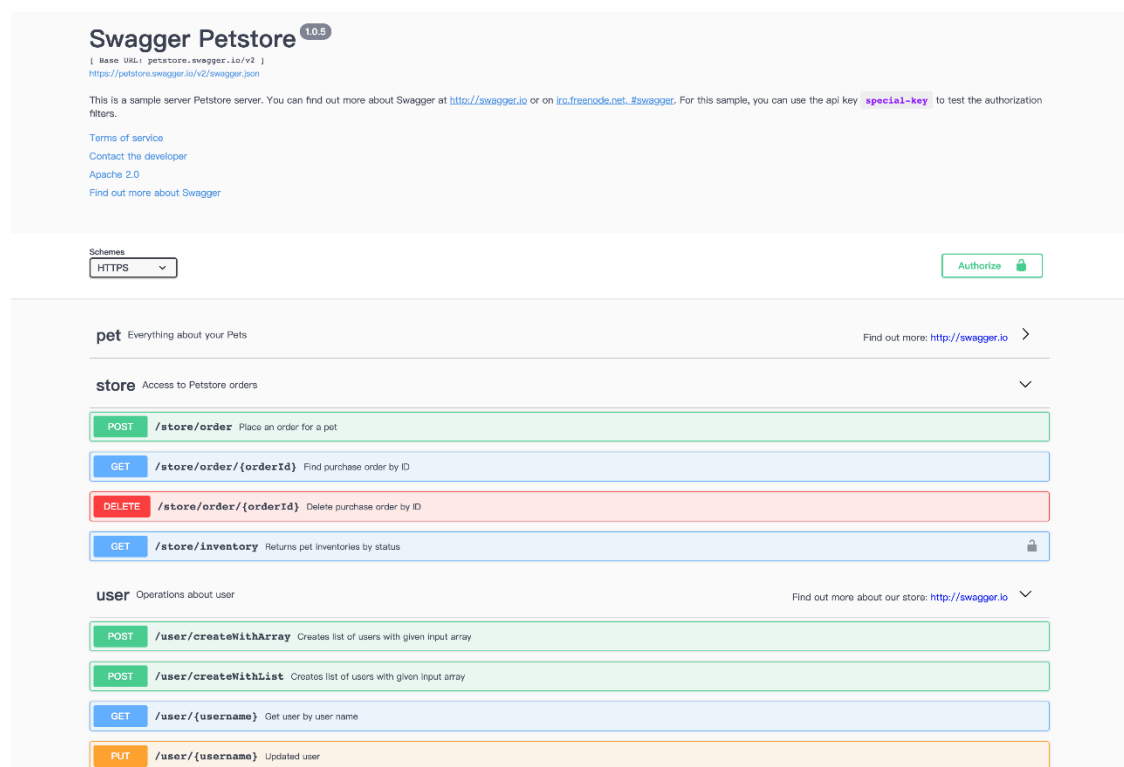 Swagger Petstore 1.0.5
[ Base URL: petstore.swagger.io/v2 ]
https://petstore.swagger.io/v2/swagger.json
This is a sample server Petstore server. You can find out more about Swagger at http://swagger.io or on irc.freenode.net, #swagger. For this sample, you can use the api key special-key to test the authorization
filters.
Terms of service
Contact the developer
Apache 2.0
Find out more about Swagger
Schemes
HTTPS
Authorize
pet Everything about your Pets Find out more: http://swagger.io
store Access to Petstore orders
POST /store/order Place an order for a pet
GET /store/order/{orderId} Find purchase order by ID
DELETE /store/order/{orderId} Delete purchase order by ID
GET /store/inventory Returns pet inventories by status
user Operations about user Find out more about our store: http://swagger.io
POST /user/createWithArray Creates list of users with given input array
POST /user/createWithList Creates list of users with given input array
GET /user/{username} Get user by user name
PUT /user/{username} Updated user